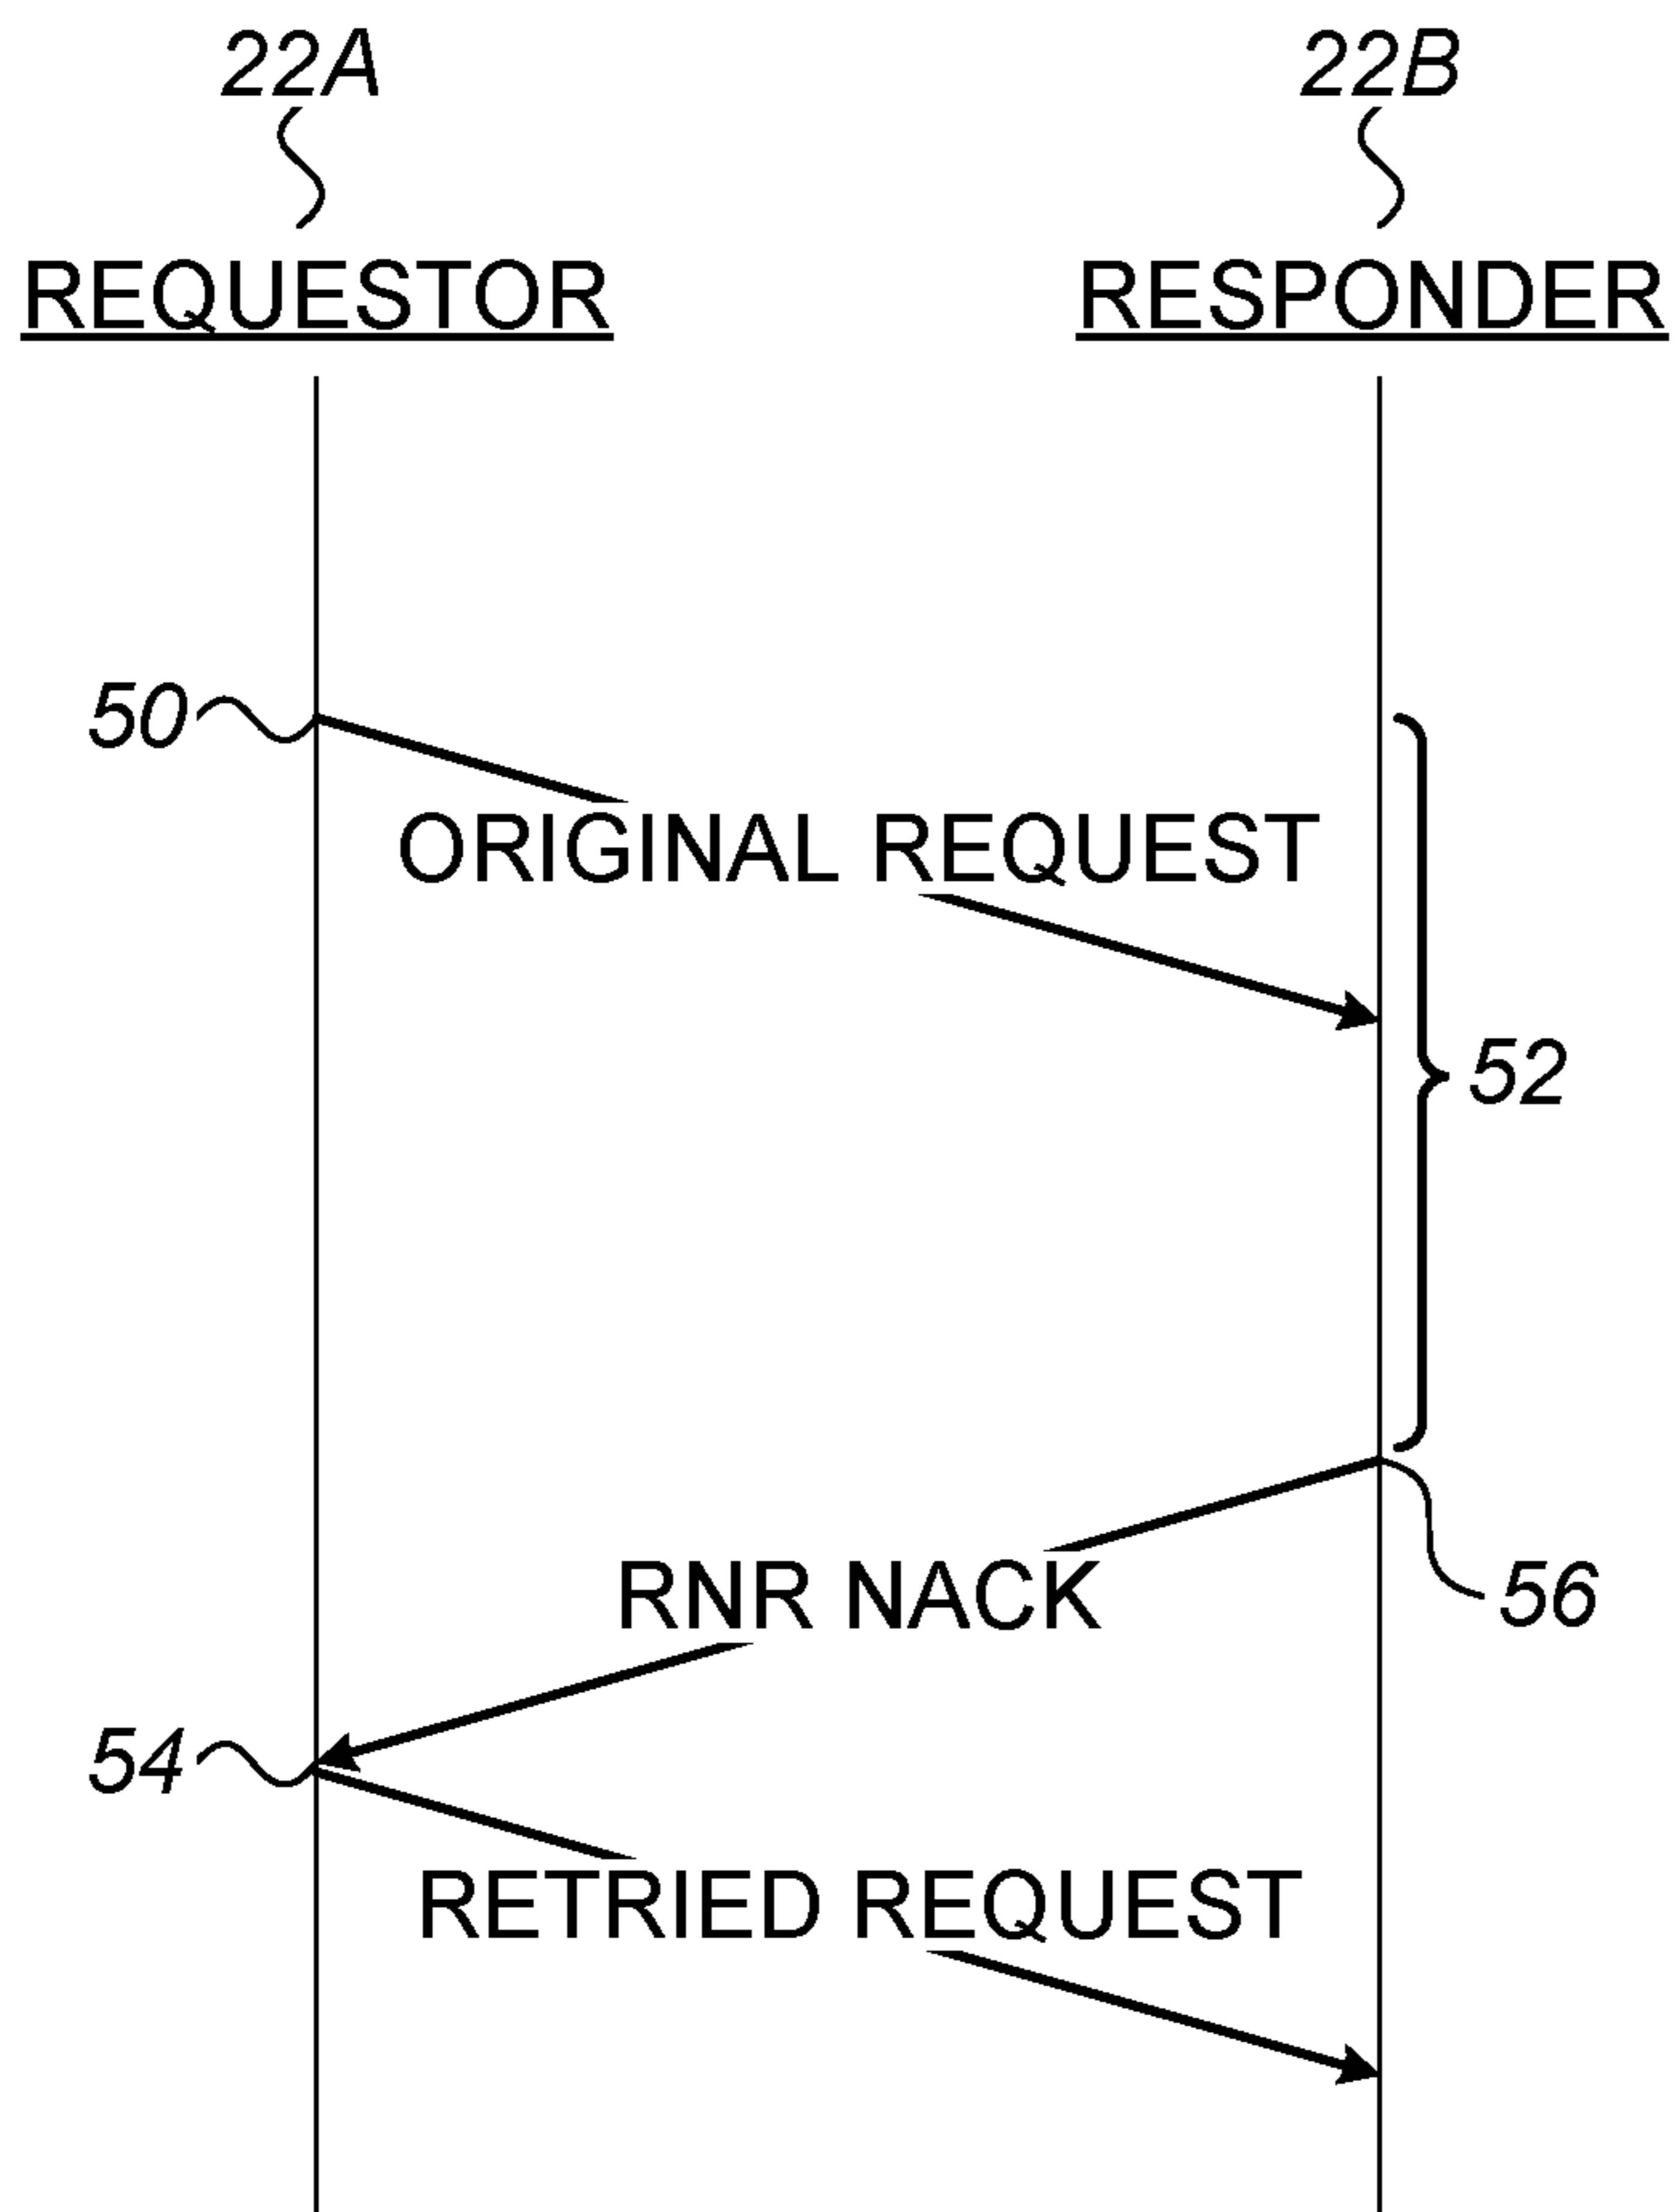 22A 22B
REQUESTOR RESPONDER
50
ORIGINAL REQUEST
52
RNR NACK
56
54
RETRIED REQUEST